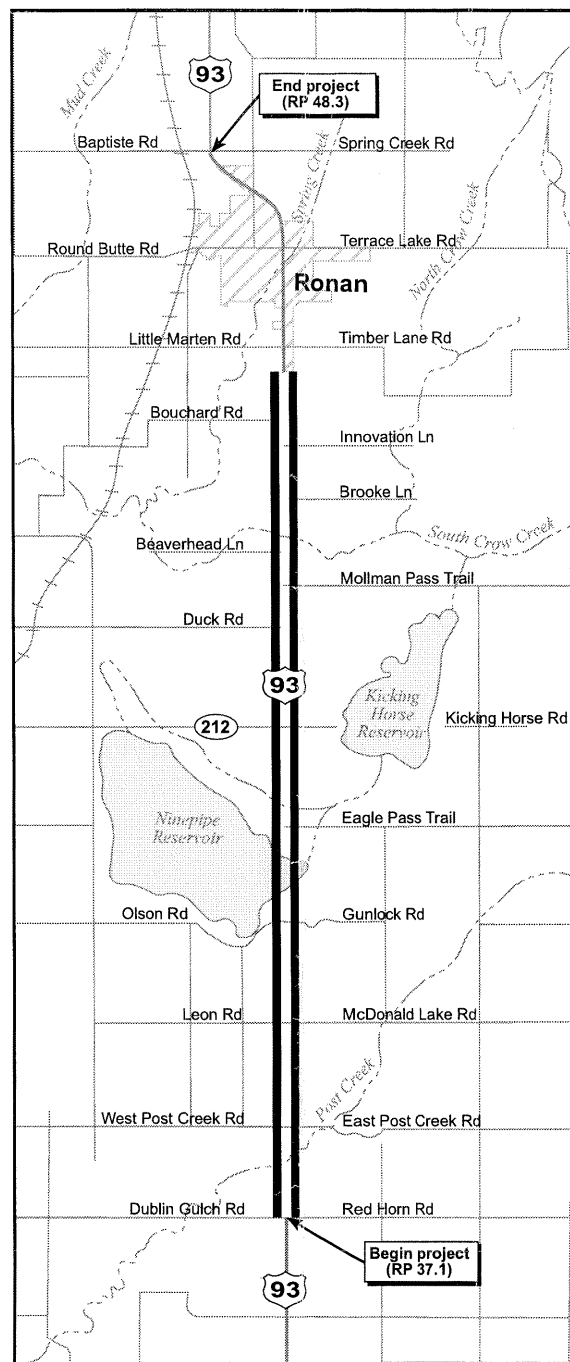 93
End project
(RP 48.3)
Mud Creek
Baptiste Rd
Spring Creek Rd
Spring Creek
North Crow Creek
Round Butte Rd
Terrace Lake Rd
Ronan
Little Marten Rd
Timber Lane Rd
Bouchard Rd
Innovation Ln
Brooke Ln
South Crow Creek
Beaverhead Ln
Mollman Pass Trail
Duck Rd
93
Kicking
Horse
Reservoir
212
Kicking Horse Rd
Ninepipe
Reservoir
Eagle Pass Trail
Olson Rd
Gunlock Rd
Leon Rd
McDonald Lake Rd
Post Creek
West Post Creek Rd
East Post Creek Rd
Dublin Gulch Rd
Red Horn Rd
Begin project
(RP 37.1)
93